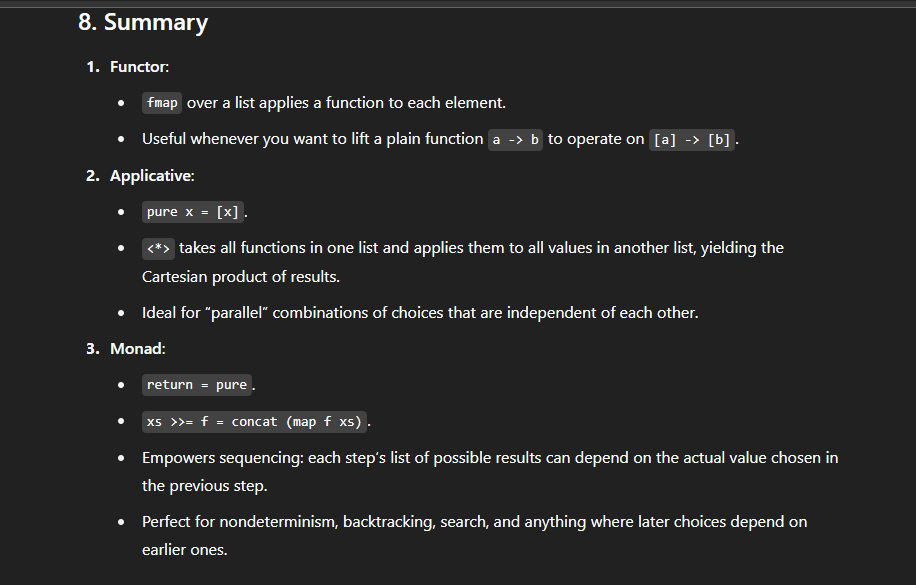 8. Summary
1. Functor:
• fmap over a list applies a function to each element.
• Useful whenever you want to lift a plain function a -> b to operate on [a] -> [b].
2. Applicative:
• pure x = [x].
• <*> takes all functions in one list and applies them to all values in another list, yielding the
Cartesian product of results.
• Ideal for “parallel” combinations of choices that are independent of each other.
3. Monad:
• return = pure.
• xs >>= f = concat (map f xs).
• Empowers sequencing: each step’s list of possible results can depend on the actual value chosen in
the previous step.
• Perfect for nondeterminism, backtracking, search, and anything where later choices depend on
earlier ones.